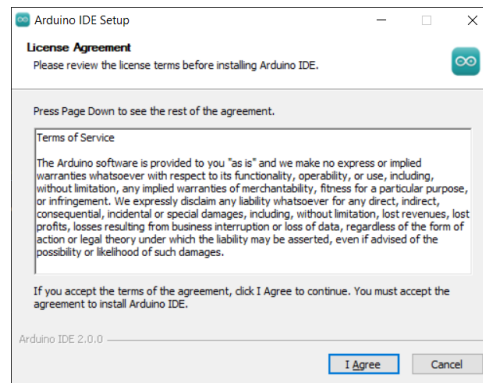 Arduino IDE Setup
License Agreement
Please review the license terms before installing Arduino IDE.
Press Page Down to see the rest of the agreement.
Terms of Service
The Arduino software is provided to you "as is" and we make no express or implied
warranties whatsoever with respect to its functionality, operability, or use, including,
without limitation, any implied warranties of merchantability, fitness for a particular purpose,
or infringement. We expressly disclaim any liability whatsoever for any direct, indirect,
consequential, incidental or special damages, including, without limitation, lost revenues, lost
profits, losses resulting from business interruption or loss of data, regardless of the form of
action or legal theory under which the liability may be asserted, even if advised of the
possibility or likelihood of such damages.
If you accept the terms of the agreement, click I Agree to continue. You must accept the
agreement to install Arduino IDE.
Arduino IDE 2.0.0
I Agree
Cancel